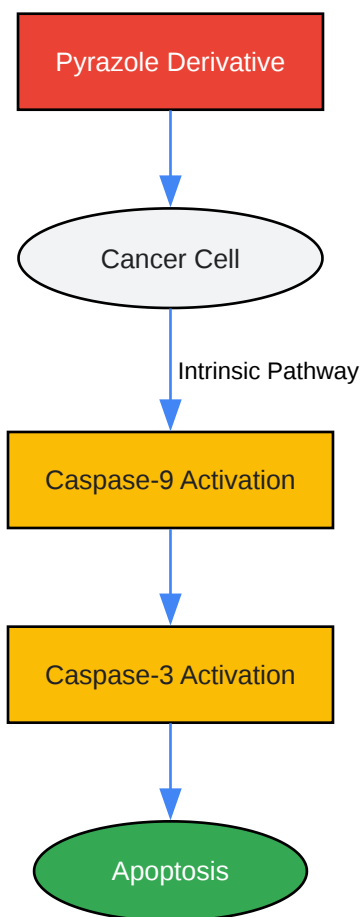 Pyrazole Derivative
Cancer Cell
Intrinsic Pathway
Caspase-9 Activation
Caspase-3 Activation
Apoptosis